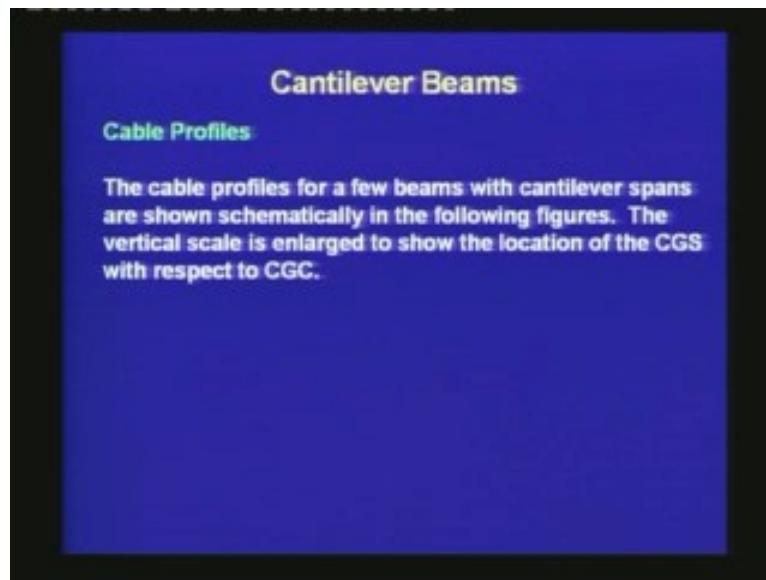 Cantilever Beams
Cable Profiles
The cable profiles for a few beams with cantilever spans
are shown schematically in the following figures. The
vertical scale is enlarged to show the location of the CGS
with respect to CGC.